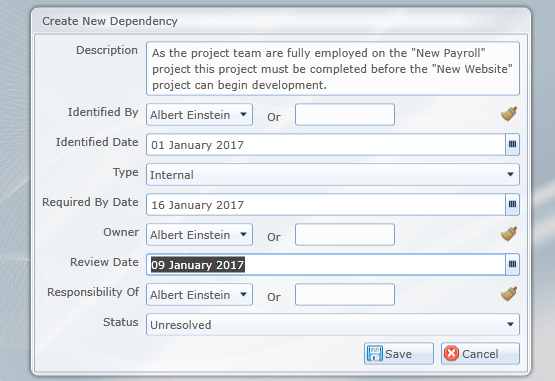 Create New Dependency
Description
As the project team are fully employed on the "New Payroll"
project this project must be completed before the "New Website"
project can begin development.
Identified By Albert Einstein Or
Identified Date 01 January 2017
Type Internal
Required By Date 16 January 2017
Owner Albert Einstein Or
Review Date 09 January 2017
Responsibility Of Albert Einstein Or
Status Unresolved
Save Cancel